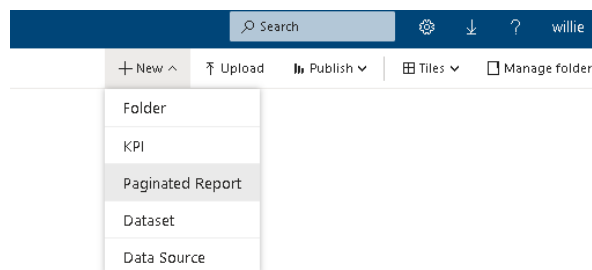 Search ? willie
New Upload Publish Tiles Manage folder
Folder
KPI
Paginated Report
Dataset
Data Source